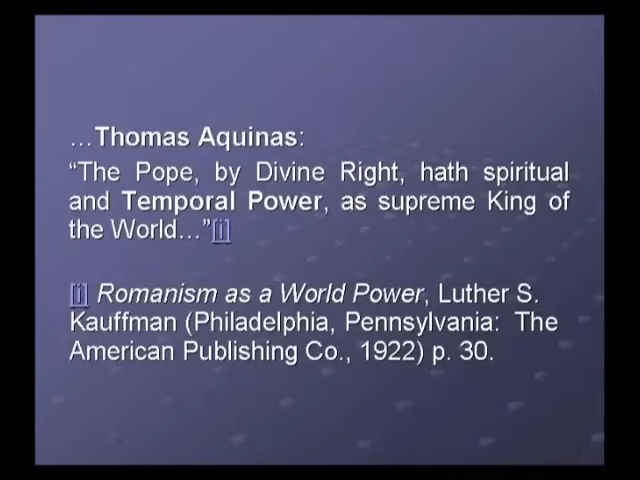 …Thomas Aquinas:
“The Pope, by Divine Right, hath spiritual
and Temporal Power, as supreme King of
the World…”[i]
[i] Romanism as a World Power, Luther S.
Kauffman (Philadelphia, Pennsylvania:  The
American Publishing Co., 1922) p. 30.